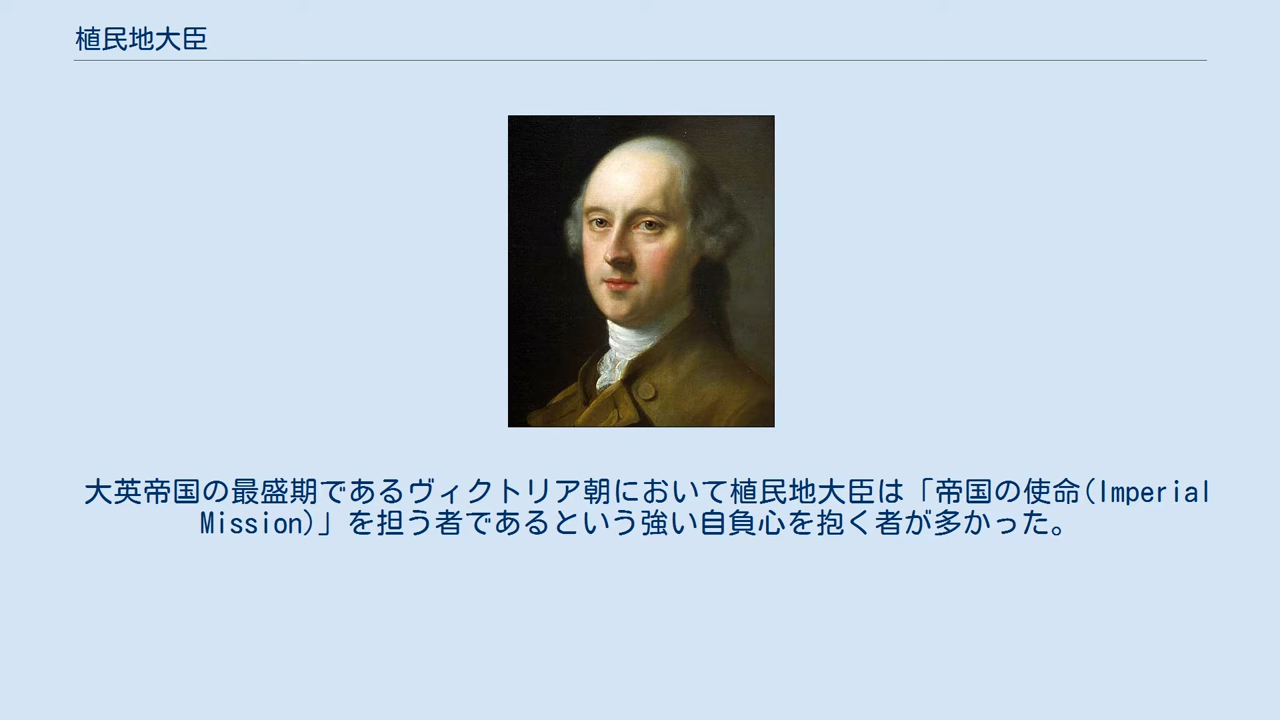 植民地大臣
大英帝国の最盛期であるヴィクトリア朝において植民地大臣は「帝国の使命(Imperial
Mission)」を担う者であるという強い自負心を抱く者が多かった。